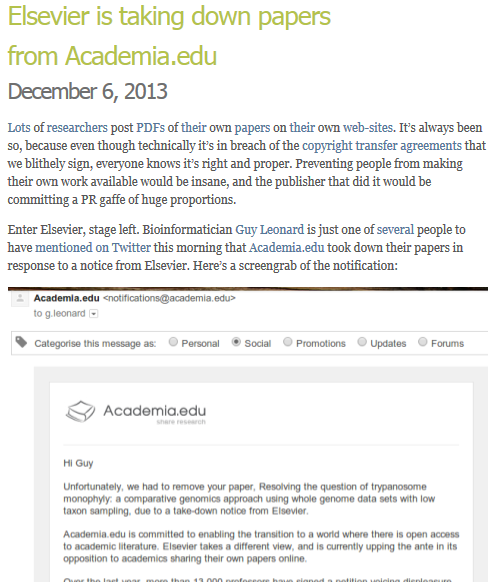 Elsevier is taking down papers
from Academia.edu
December 6, 2013
Lots of researchers post PDFs of their own papers on their own web-sites. It's always been
so, because even though technically it's in breach of the copyright transfer agreements that
we blithely sign, everyone knows it's right and proper. Preventing people from making
their own work available would be insane, and the publisher that did it would be
committing a PR gaffe of huge proportions.
Enter Elsevier, stage left. Bioinformatician Guy Leonard is just one of several people to
have mentioned on Twitter this morning that Academia.edu took down their papers in
response to a notice from Elsevier. Here's a screengrab of the notification:
Academia.edu <notifications@academia.edu>
to g.leonard
Categorise this message as: Personal Social Promotions Updates Forums
Academia.edu
share research
Hi Guy
Unfortunately, we had to remove your paper, Resolving the question of trypanosome
monophyly: a comparative genomics approach using whole genome data sets with low
taxon sampling, due to a take-down notice from Elsevier.
Academia.edu is committed to enabling the transition to a world where there is open access
to academic literature. Elsevier takes a different view, and is currently upping the ante in its
opposition to academics sharing their own papers online.
Over the last year, more than 13,000 professors have signed a petition voicing displeasure